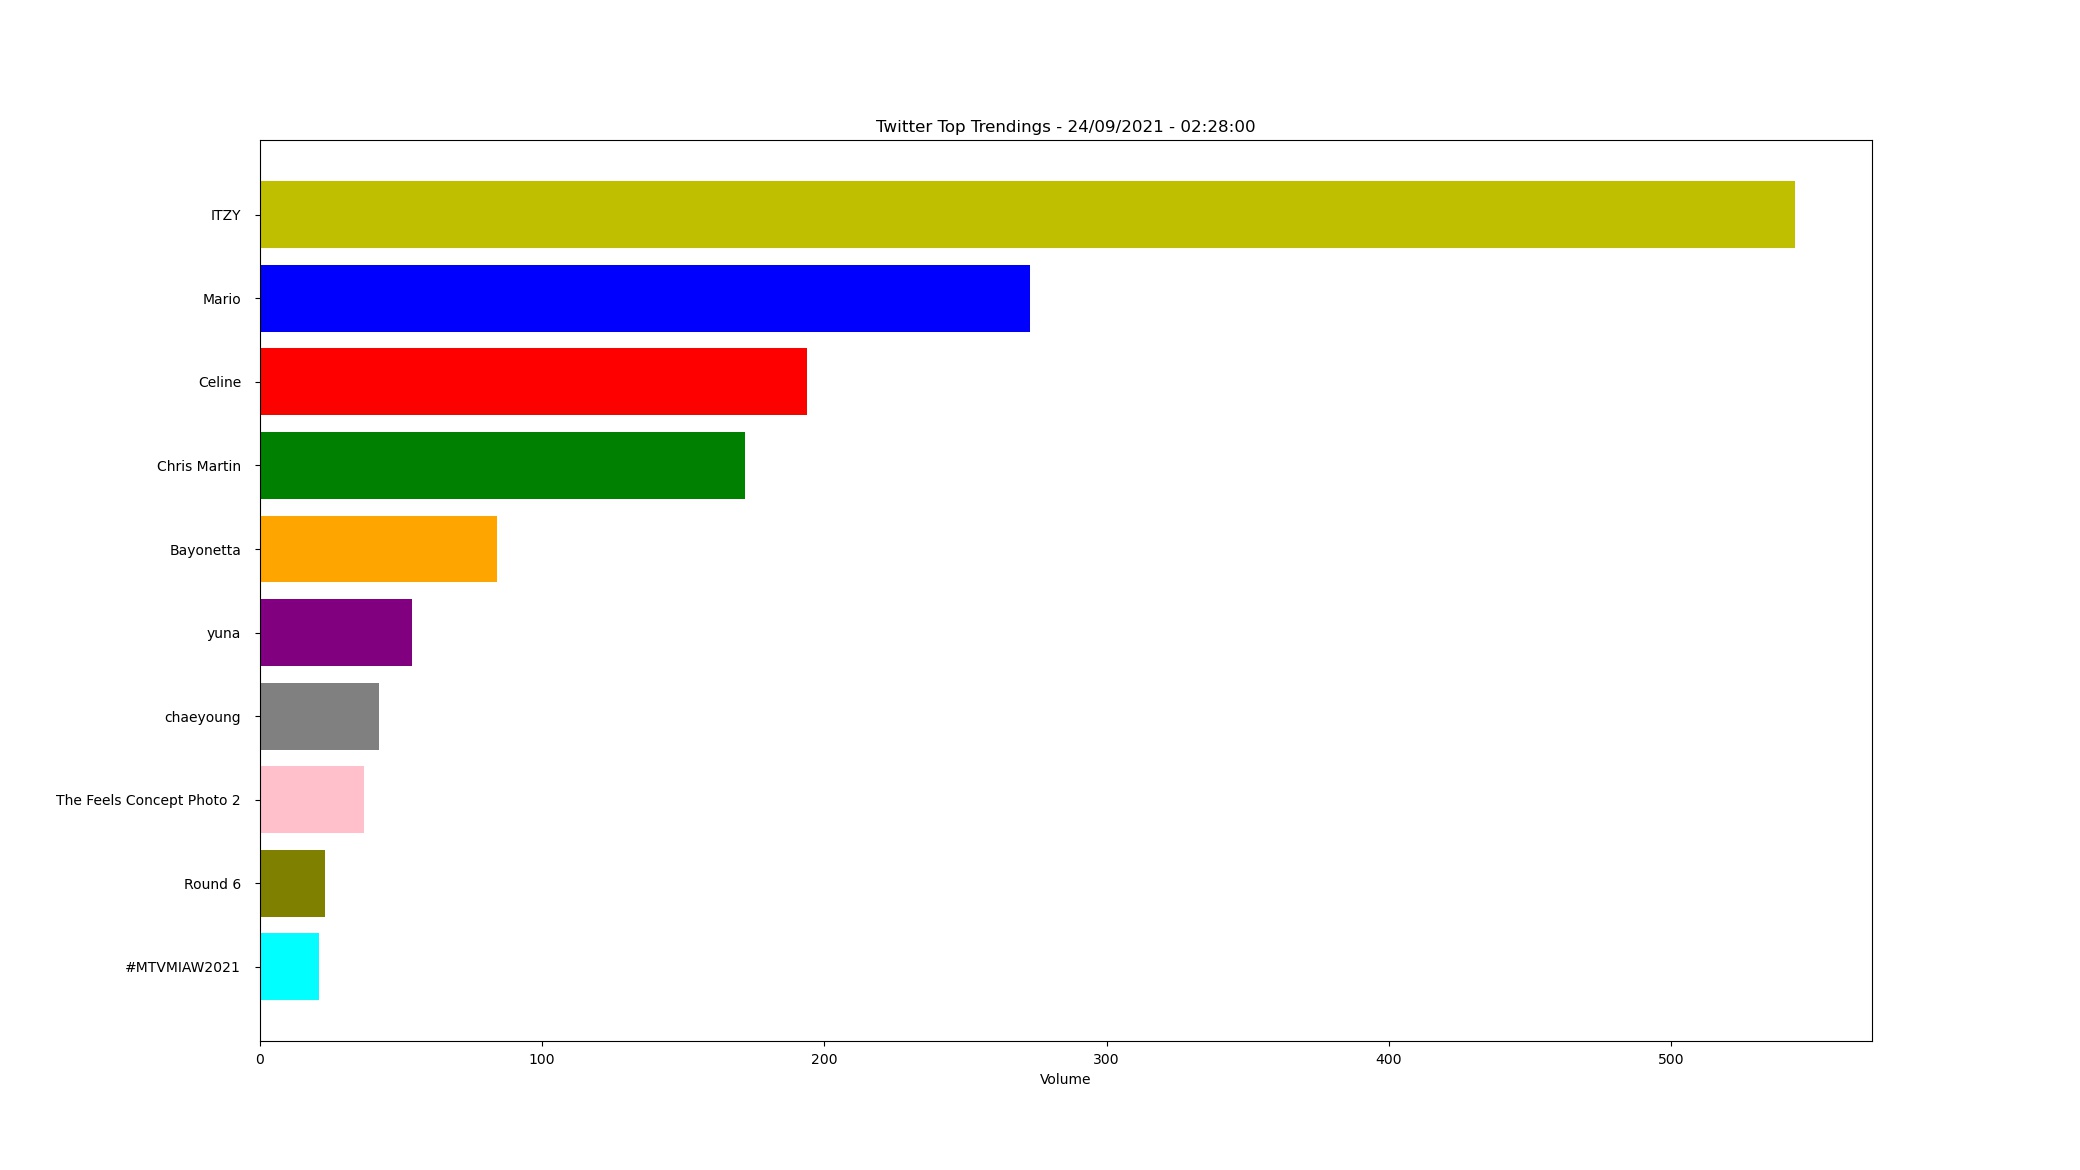 Twitter Top Trendings - 24/09/2021 - 02:28:00
ITZY
Mario
Celine
Chris Martin
Bayonetta
yuna
chaeyoung
The Feels Concept Photo 2
Round 6
#MTVMIAW2021
0 100 200 300 400 500
Volume